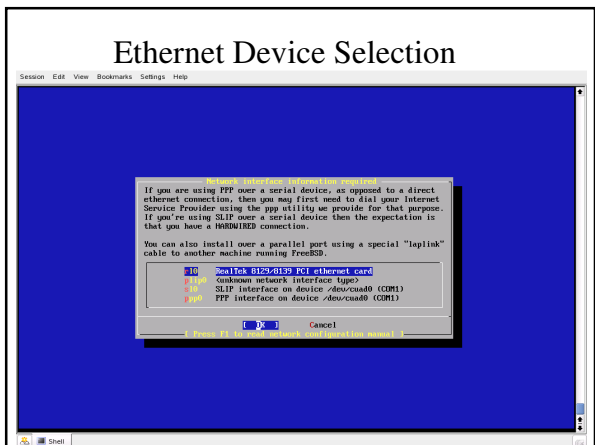 Ethernet Device Selection
Session Edit View Bookmarks Settings Help
Network interface information required
If you are using PPP over a serial device, as opposed to a direct
ethernet connection, then you may first need to dial your Internet
Service Provider using the ppp utility we provide for that purpose.
If you're using SLIP over a serial device then the expectation is
that you have a HARDWIRED connection.
You can also install over a parallel port using a special "laplink"
cable to another machine running FreeBSD.
rl0 RealTek 8129/8139 PCI ethernet card
plip0 <unknown network interface type>
sl0 SLIP interface on device /dev/cuad0 (COM1)
ppp0 PPP interface on device /dev/cuad0 (COM1)
[ OK ] Cancel
[ Press F1 to read network configuration manual ]
Shell